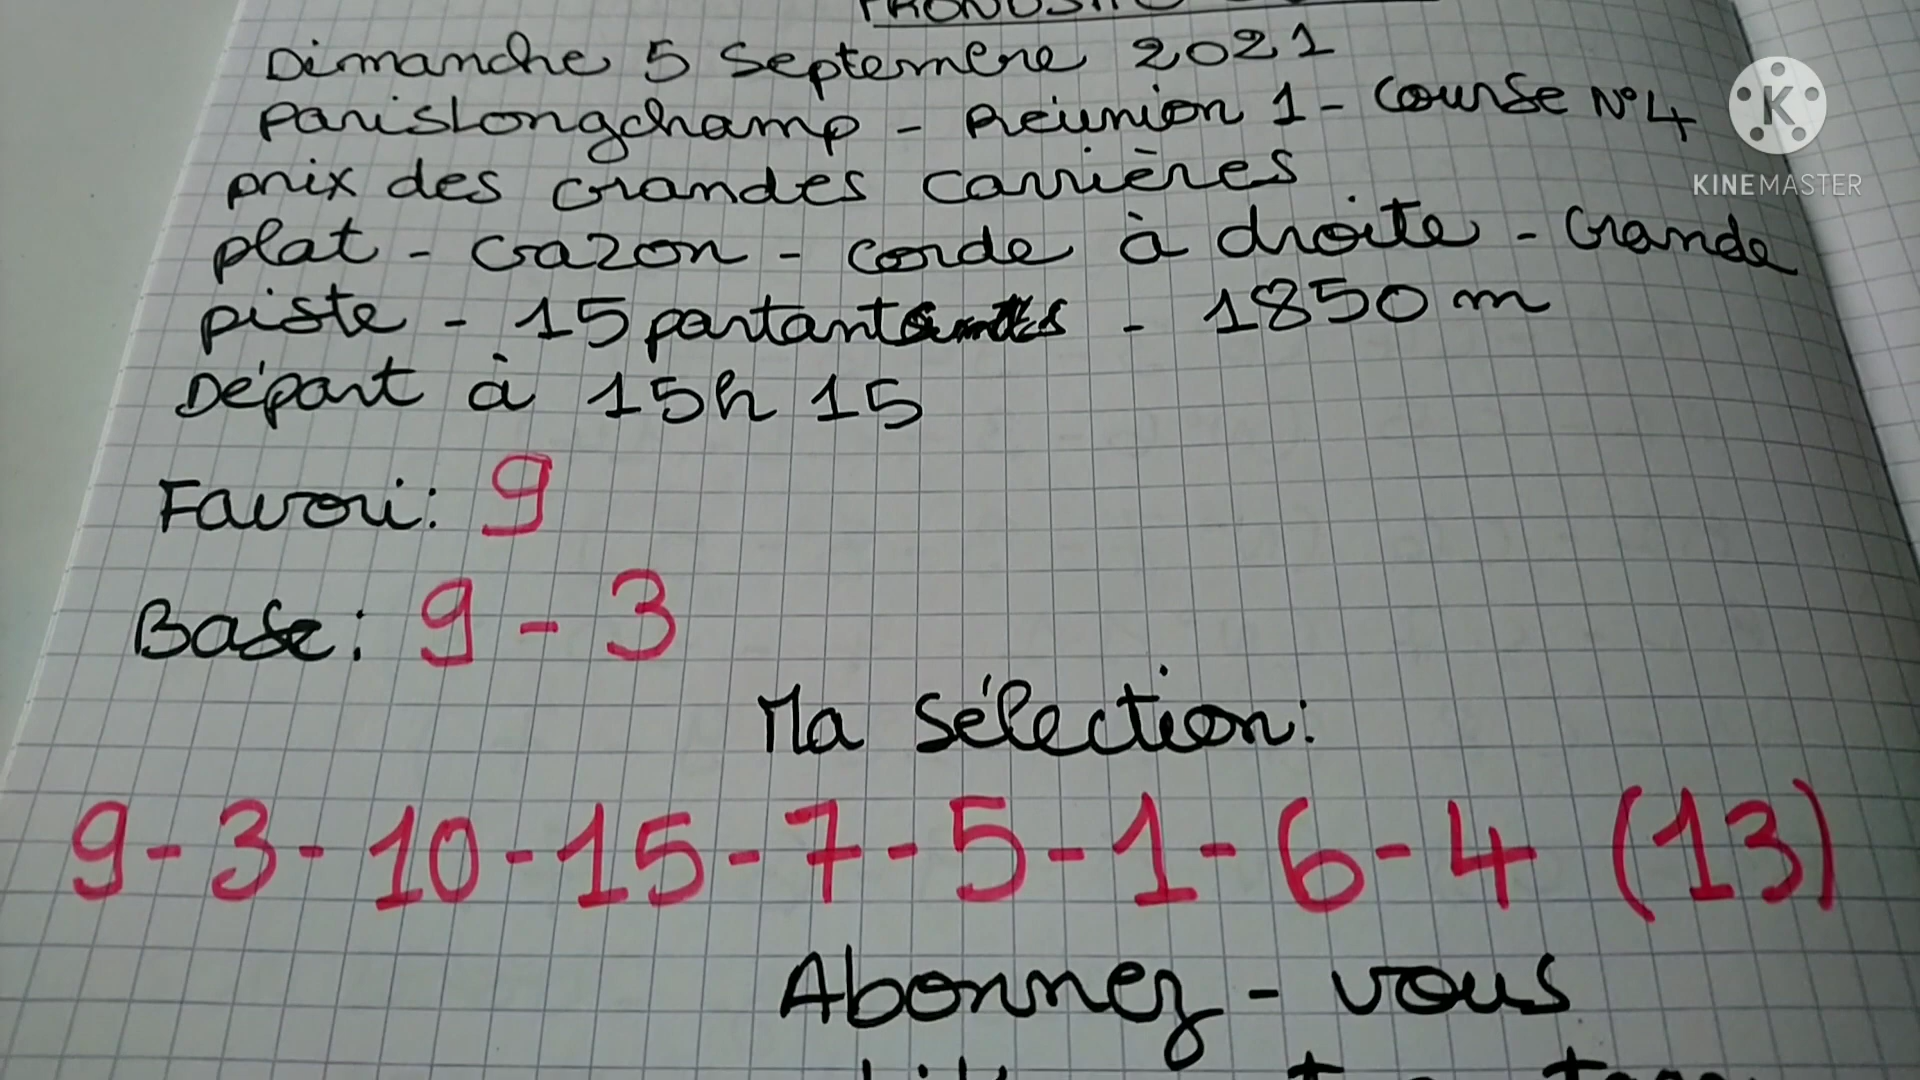 Dimanche 5 Septembre 2021
parisLongchamp - Réunion 1 - Course N°4
prix des Grandes Carrières
plat - Gazon - corde à droite - Grande
piste - 15 partants - 1850 m
Départ à 15h 15
Favori: 9
Base: 9 - 3
Ma Sélection:
9 - 3 - 10 - 15 - 7 - 5 - 1 - 6 - 4 (13)
Abonnez - vous
K
KINEMASTER